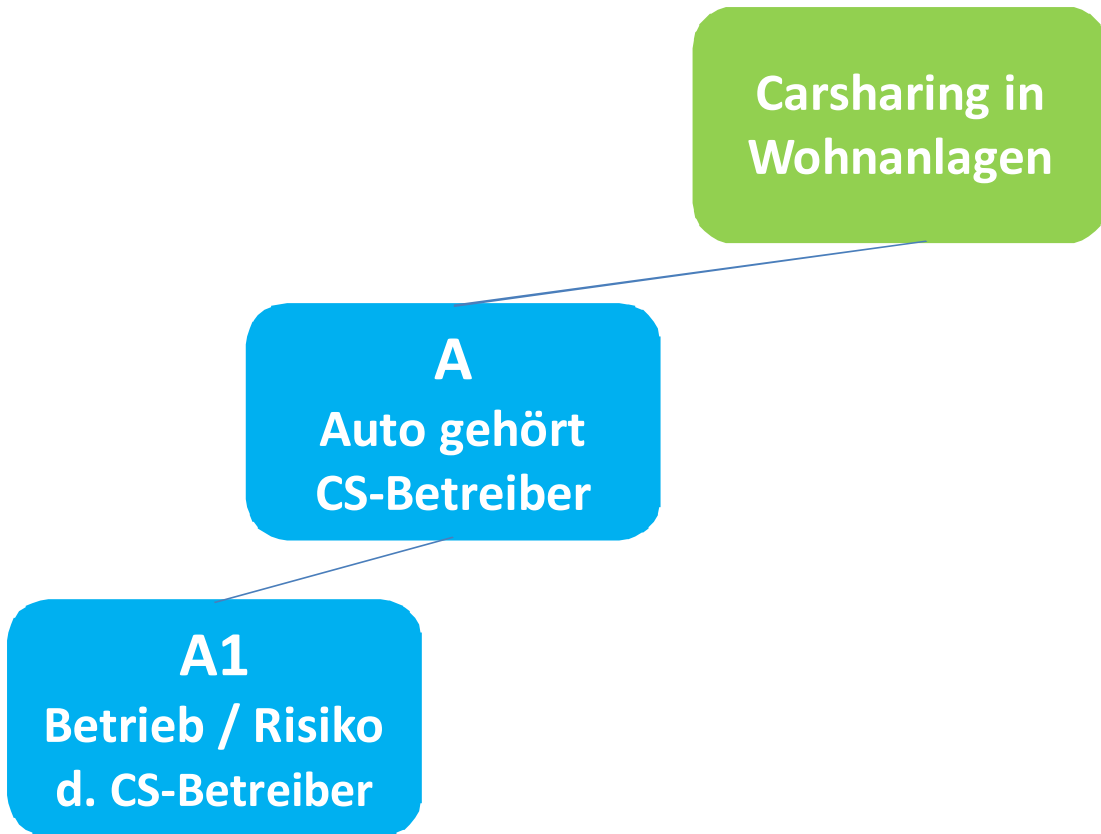 Carsharing in
Wohnanlagen
A
Auto gehört
CS-Betreiber
A1
Betrieb / Risiko
d. CS-Betreiber